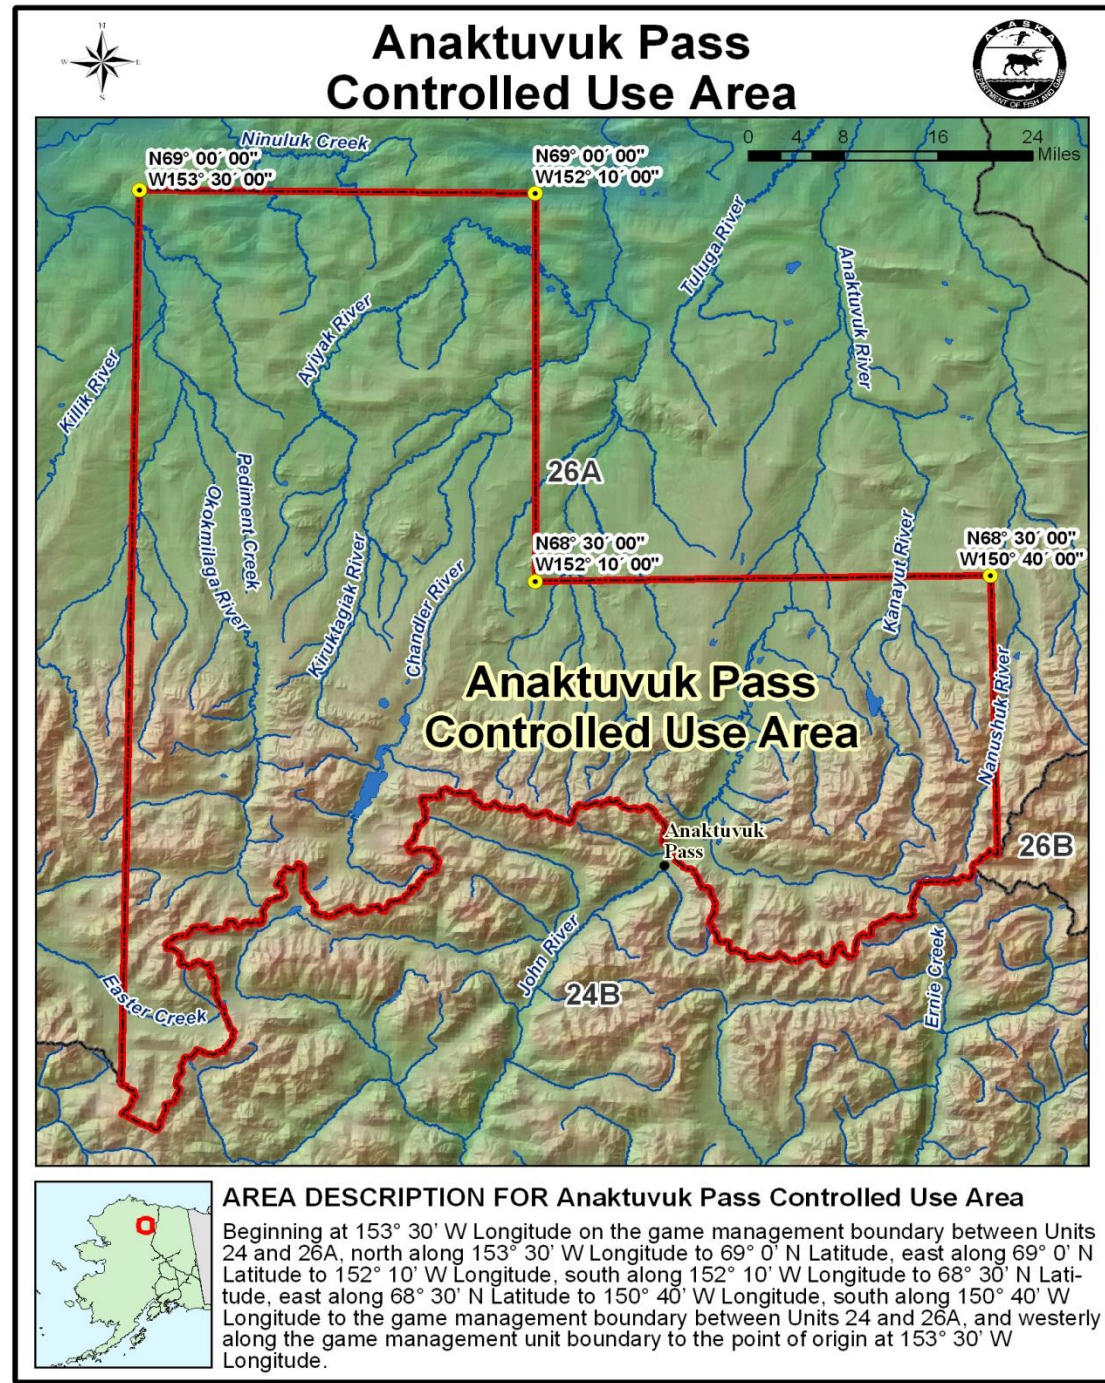 Anaktuvuk Pass
Controlled Use Area
N
W
E
S
ALASKA
DEPARTMENT OF FISH AND GAME
0 4 8 16 24
Miles
Ninuluk Creek
N69° 00´ 00"
W153° 30´ 00"
N69° 00´ 00"
W152° 10´ 00"
Tuluga River
Anaktuvuk River
Ayiyak River
Killik River
26A
Pediment Creek
Okokmilaga River
N68° 30´ 00"
W152° 10´ 00"
N68° 30´ 00"
W150° 40´ 00"
Kiruktagiak River
Chandler River
Kanayut River
Nanushuk River
Anaktuvuk Pass
Controlled Use Area
Anaktuvuk
Pass
26B
John River
24B
Easter Creek
Ernie Creek
AREA DESCRIPTION FOR Anaktuvuk Pass Controlled Use Area
Beginning at 153° 30’ W Longitude on the game management boundary between Units
24 and 26A, north along 153° 30’ W Longitude to 69° 0’ N Latitude, east along 69° 0’ N
Latitude to 152° 10’ W Longitude, south along 152° 10’ W Longitude to 68° 30’ N Lati-
tude, east along 68° 30’ N Latitude to 150° 40’ W Longitude, south along 150° 40’ W
Longitude to the game management boundary between Units 24 and 26A, and westerly
along the game management unit boundary to the point of origin at 153° 30’ W
Longitude.